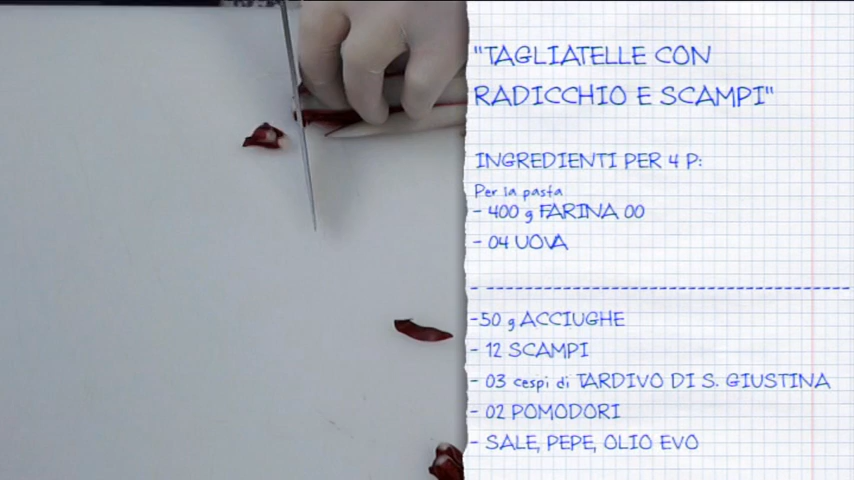 "TAGLIATELLE CON
RADICCHIO E SCAMPI"
INGREDIENTI PER 4 P:
Per la pasta
- 400 g FARINA 00
- 04 UOVA
-50 g ACCIUGHE
- 12 SCAMPI
- 03 cespi di TARDIVO DI S. GIUSTINA
- 02 POMODORI
- SALE, PEPE, OLIO EVO